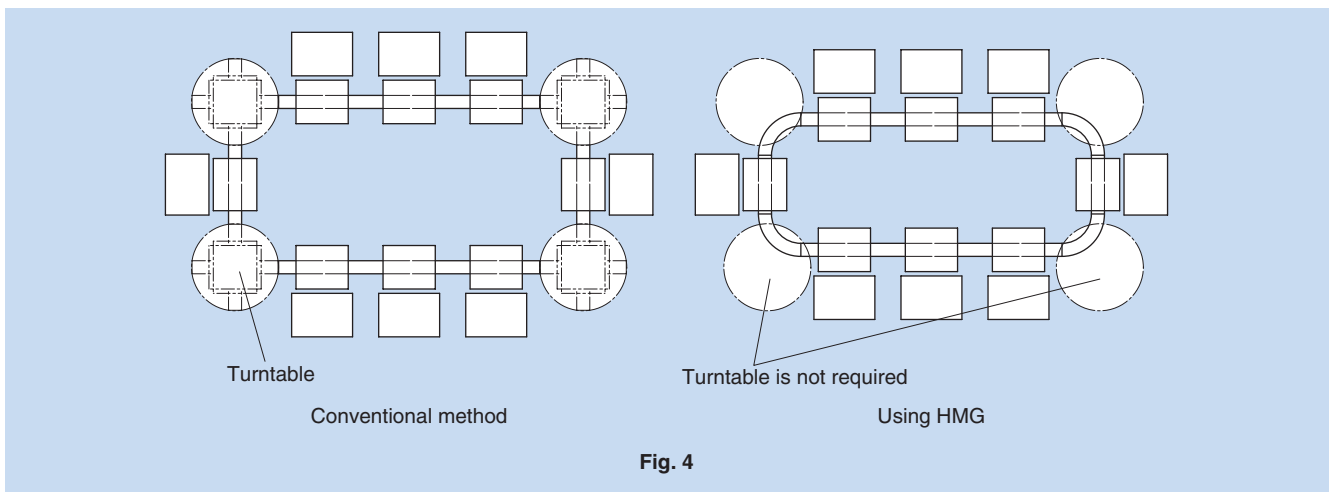 Turntable
Turntable is not required
Conventional method
Using HMG
Fig. 4